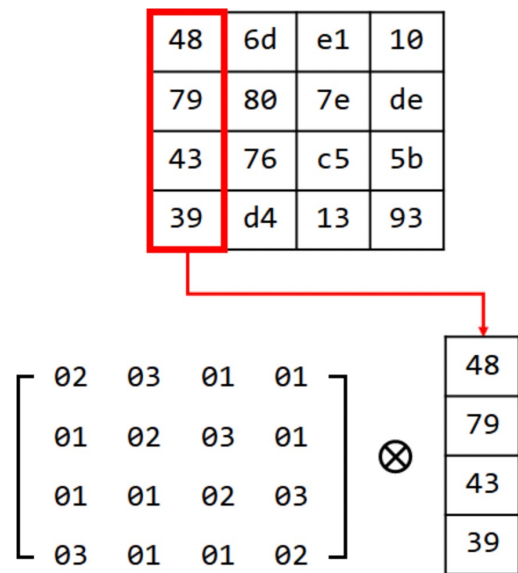 48 6d e1 10
79 80 7e de
43 76 c5 5b
39 d4 13 93
02 03 01 01
01 02 03 01
01 01 02 03
03 01 01 02
⊗
48
79
43
39